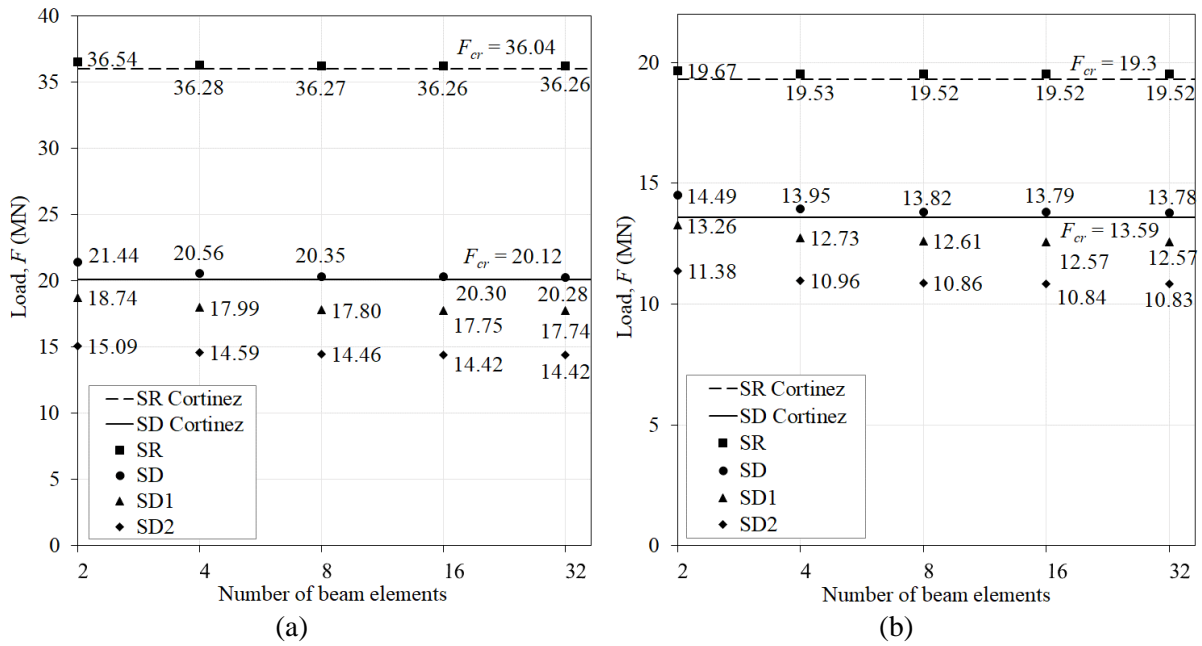 40
35
30
25
20
15
10
5
0
Load, F (MN)
36.54
36.28
36.27
36.26
36.26
Fcr = 36.04
21.44
20.56
20.35
20.30
20.28
Fcr = 20.12
18.74
17.99
17.80
17.75
17.74
15.09
14.59
14.46
14.42
14.42
SR Cortinez
SD Cortinez
SR
SD
SD1
SD2
2 4 8 16 32
Number of beam elements
(a)
20
15
10
5
0
Load, F (MN)
19.67
19.53
19.52
19.52
19.52
Fcr = 19.3
14.49
13.95
13.82
13.79
13.78
Fcr = 13.59
13.26
12.73
12.61
12.57
12.57
11.38
10.96
10.86
10.84
10.83
SR Cortinez
SD Cortinez
SR
SD
SD1
SD2
2 4 8 16 32
Number of beam elements
(b)